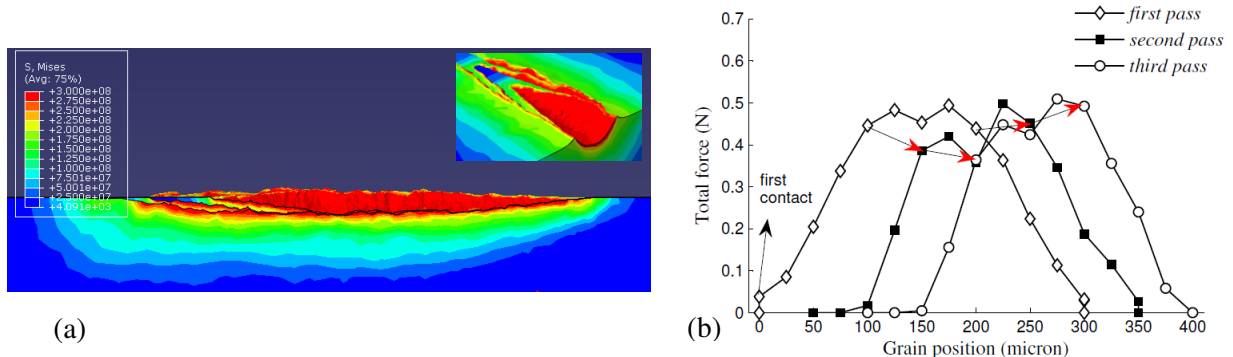 S, Mises
(Avg: 75%)
+3.000e+08
+2.750e+08
+2.500e+08
+2.250e+08
+2.000e+08
+1.750e+08
+1.500e+08
+1.250e+08
+1.000e+08
+7.501e+07
+5.001e+07
+2.500e+07
+4.091e+03
(a)
first pass
second pass
third pass
0.7
0.6
0.5
0.4
0.3
0.2
0.1
0
Total force (N)
first
contact
0 50 100 150 200 250 300 350 400
Grain position (micron)
(b)